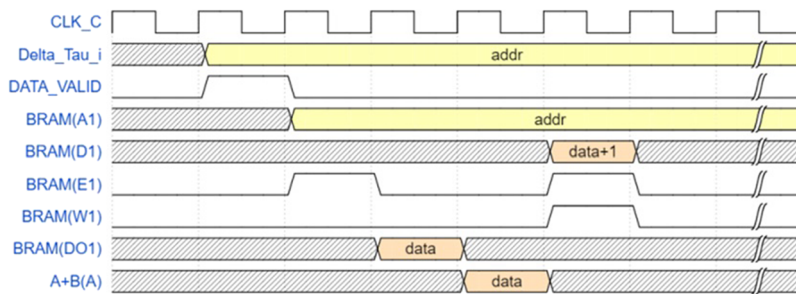 CLK_C
Delta_Tau_i addr
DATA_VALID
BRAM(A1) addr
BRAM(D1) data+1
BRAM(E1)
BRAM(W1)
BRAM(DO1) data
A+B(A) data